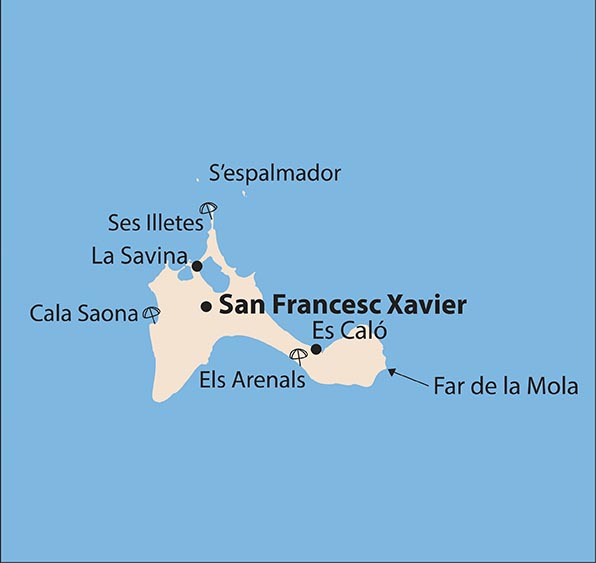 S'espalmador
Ses Illetes
La Savina
San Francesc Xavier
Cala Saona
Es Caló
Els Arenals
Far de la Mola